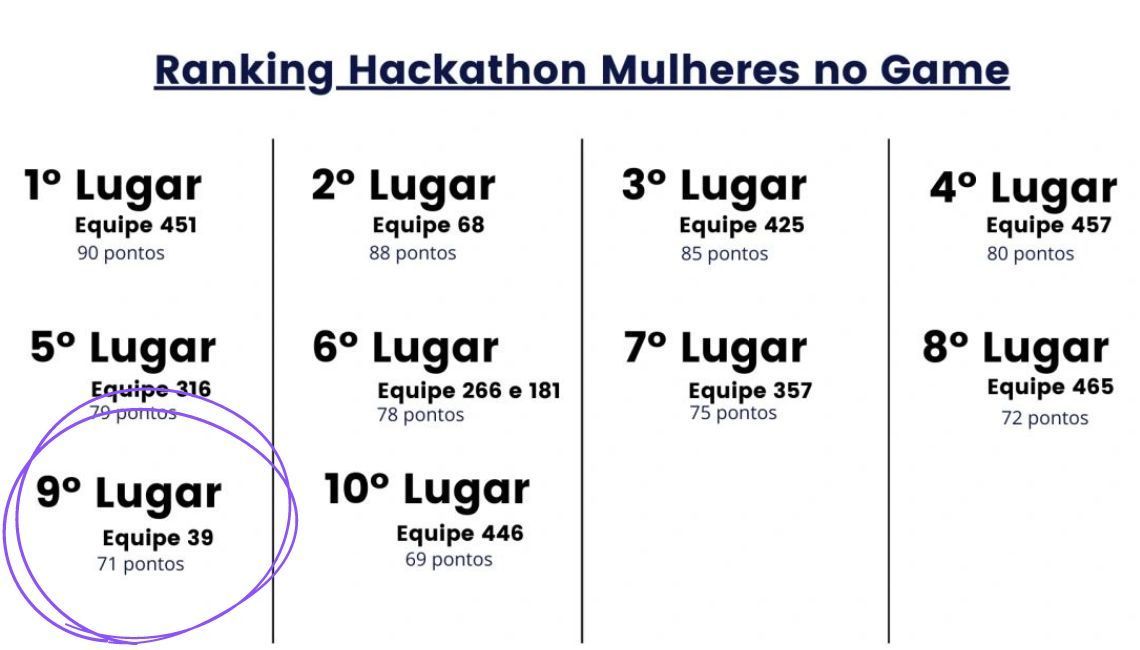 Ranking Hackathon Mulheres no Game
1º Lugar
Equipe 451
90 pontos
2º Lugar
Equipe 68
88 pontos
3º Lugar
Equipe 425
85 pontos
4º Lugar
Equipe 457
80 pontos
5º Lugar
Equipe 316
79 pontos
6º Lugar
Equipe 266 e 181
78 pontos
7º Lugar
Equipe 357
75 pontos
8º Lugar
Equipe 465
72 pontos
9º Lugar
Equipe 39
71 pontos
10º Lugar
Equipe 446
69 pontos